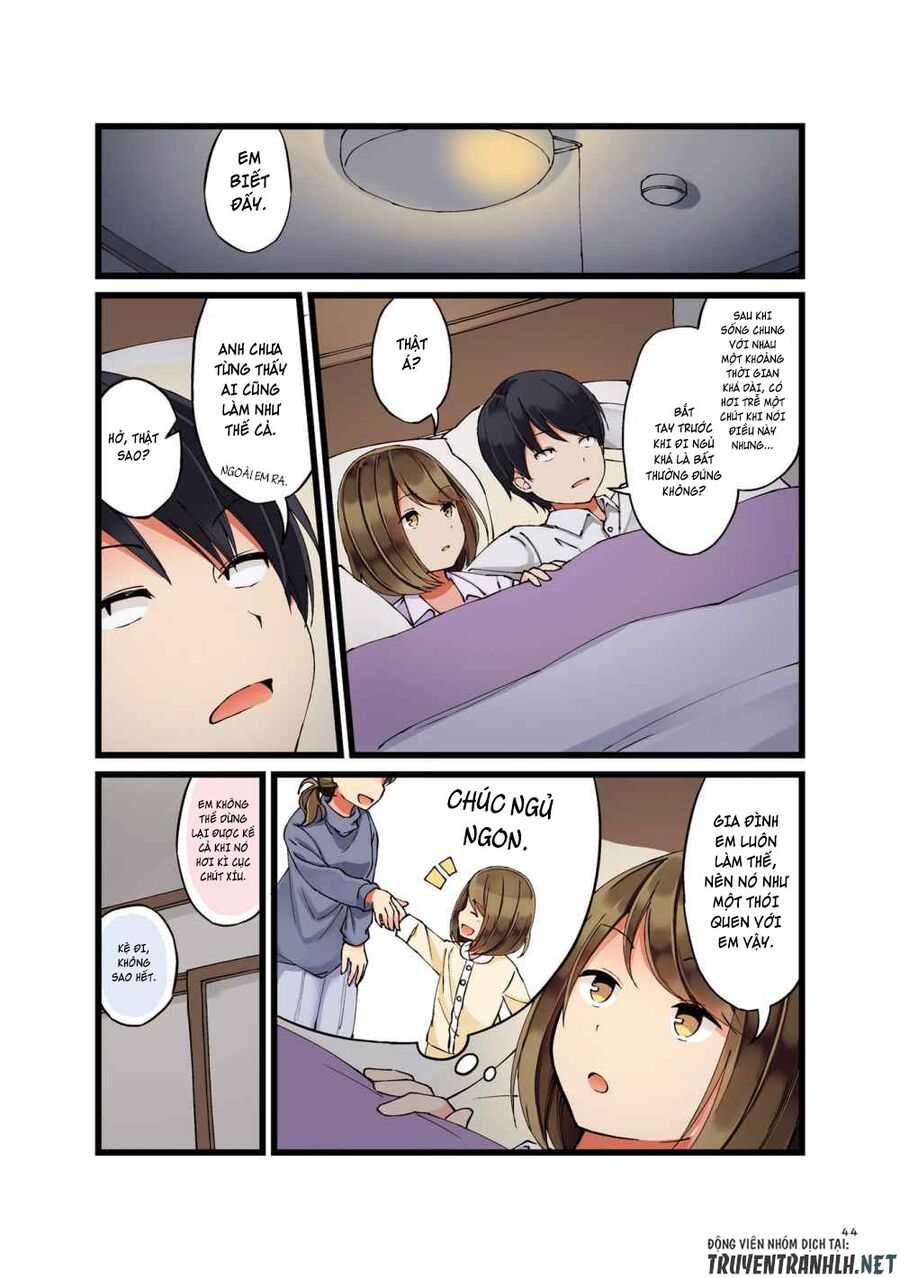 EM
BIẾT
ĐẤY.
SAU KHI
SỐNG CHUNG
VỚI NHAU
MỘT KHOẢNG
THỜI GIAN
KHÁ DÀI, CÓ
HƠI TRỄ MỘT
CHÚT KHI NÓI
ĐIỀU NÀY
NHƯNG...
BẮT
TAY TRƯỚC
KHI ĐI NGỦ
KHÁ LÀ BẤT
THƯỜNG ĐÚNG
KHÔNG?
THẬT
Á?
ANH CHƯA
TỪNG THẤY
AI CŨNG
LÀM NHƯ
THẾ CẢ.
NGOÀI EM RA.
HỞ, THẬT
SAO?
GIA ĐÌNH
EM LUÔN
LÀM THẾ,
NÊN NÓ NHƯ
MỘT THÓI
QUEN VỚI
EM VẬY.
CHÚC NGỦ
NGON.
EM KHÔNG
THỂ DỪNG
LẠI ĐƯỢC KỂ
CẢ KHI NÓ
HƠI KÌ CỤC
CHÚT XÍU.
KỆ ĐI,
KHÔNG
SAO HẾT.
44
ĐỘNG VIÊN NHÓM DỊCH TẠI:
TRUYENTRANHLH.NET